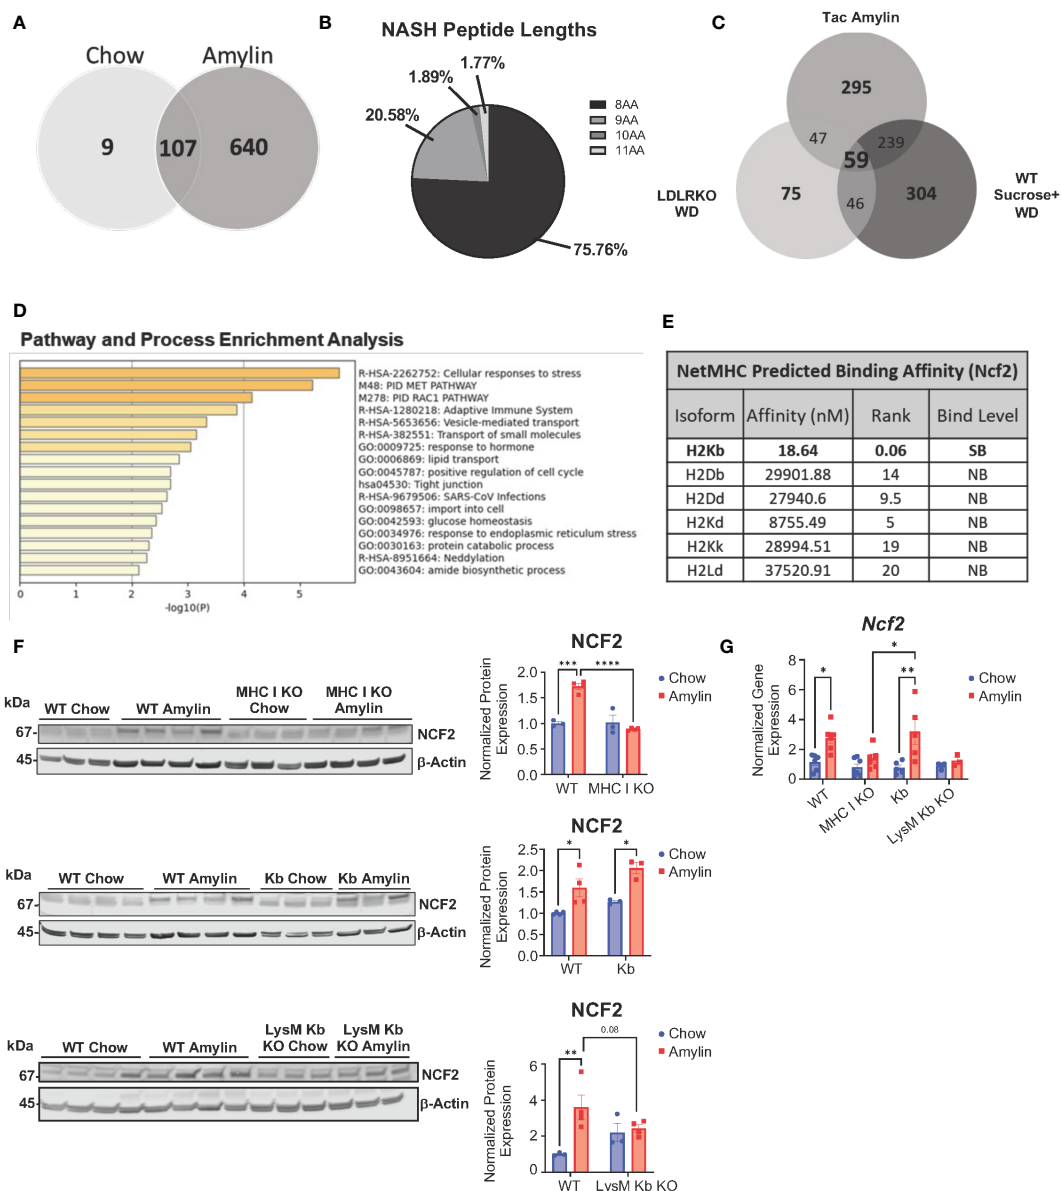 A
Chow
Amylin
9
107
640
B
NASH Peptide Lengths
1.77%
1.89%
20.58%
75.76%
8AA
9AA
10AA
11AA
C
Tac Amylin
295
47
239
59
LDLRKO
WD
75
46
304
WT
Sucrose+
WD
D
Pathway and Process Enrichment Analysis
R-HSA-2262752: Cellular responses to stress
M48: PID MET PATHWAY
M278: PID RAC1 PATHWAY
R-HSA-1280218: Adaptive Immune System
R-HSA-5653656: Vesicle-mediated transport
R-HSA-382551: Transport of small molecules
GO:0009725: response to hormone
GO:0006869: lipid transport
GO:0045787: positive regulation of cell cycle
hsa04530: Tight junction
R-HSA-9679506: SARS-CoV Infections
GO:0098657: import into cell
GO:0042593: glucose homeostasis
GO:0034976: response to endoplasmic reticulum stress
GO:0030163: protein catabolic process
R-HSA-8951664: Neddylation
GO:0043604: amide biosynthetic process
0 1 2 3 4 5
-log10(P)
E
NetMHC Predicted Binding Affinity (Ncf2)
Isoform Affinity (nM) Rank Bind Level
H2Kb 18.64 0.06 SB
H2Db 29901.88 14 NB
H2Dd 27940.6 9.5 NB
H2Kd 8755.49 5 NB
H2Kk 28994.51 19 NB
H2Ld 37520.91 20 NB
F
kDa
WT Chow WT Amylin MHC I KO Chow MHC I KO Amylin
67- NCF2
45- β-Actin
NCF2
Normalized Protein Expression
2.0
1.5
1.0
0.5
0.0
*** ****
WT MHC I KO
Chow
Amylin
kDa
WT Chow WT Amylin Kb Chow Kb Amylin
67- NCF2
45- β-Actin
NCF2
Normalized Protein Expression
2.5
2.0
1.5
1.0
0.5
0.0
* *
WT Kb
Chow
Amylin
kDa
WT Chow WT Amylin LysM Kb KO Chow LysM Kb KO Amylin
67- NCF2
45- β-Actin
NCF2
Normalized Protein Expression
6
4
2
0
** 0.08
WT LysM Kb KO
Chow
Amylin
G
Ncf2
Normalized Gene Expression
8
6
4
2
0
* * **
WT MHC I KO Kb LysM Kb KO
Chow
Amylin